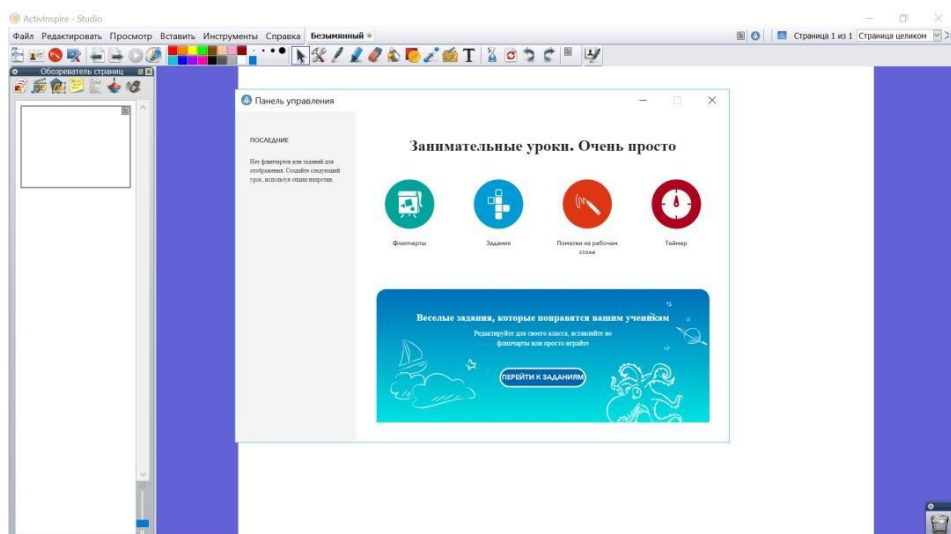 ActivInspire - Studio
Файл Редактировать Просмотр Вставить Инструменты Справка Безымянный
Страница 1 из 1 Страница целиком
Обозреватель страниц
Панель управления
ПОСЛЕДНИЕ
Нет флипчартов или заданий для
отображения. Создайте следующий
урок, используя опции напротив.
Занимательные уроки. Очень просто
Флипчарты
Задания
Пометки на рабочем
столе
Таймер
Веселые задания, которые понравятся вашим ученикам
Редактируйте для своего класса, вставляйте во
флипчарты или просто играйте
ПЕРЕЙТИ К ЗАДАНИЯМ